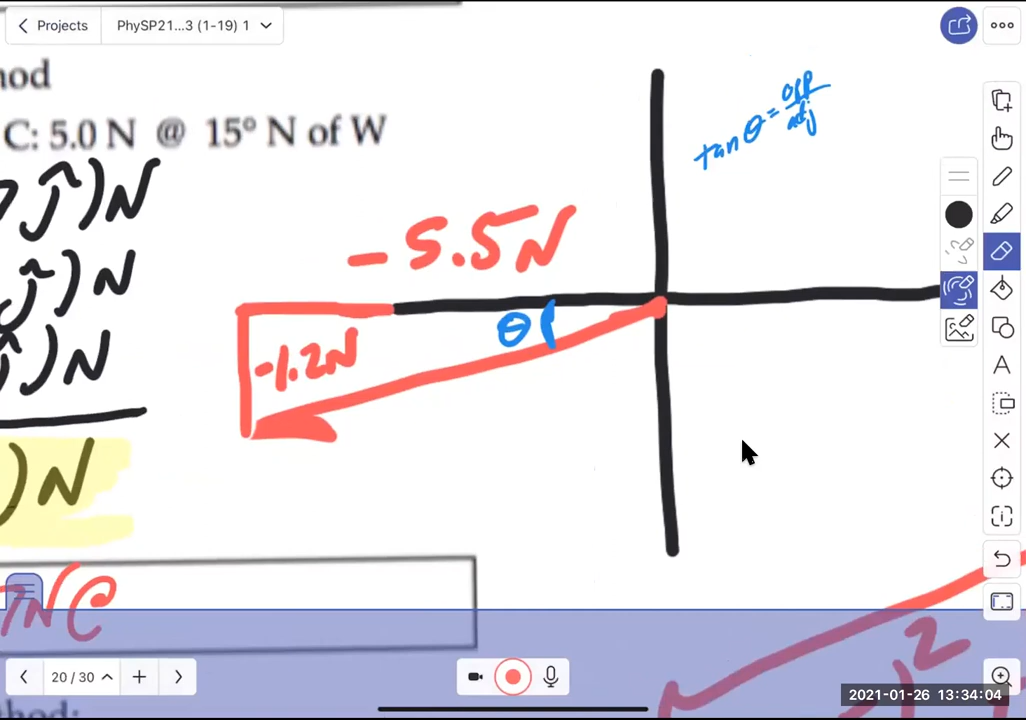 Projects
PhySP21...3 (1-19) 1
C: 5.0 N @ 15° N of W
tan θ = opp
adj
ĵ)N
ĵ)N
)N
)N
-5.5N
θ
-1.2N
N@
2
20 / 30
2021-01-26 13:34:04